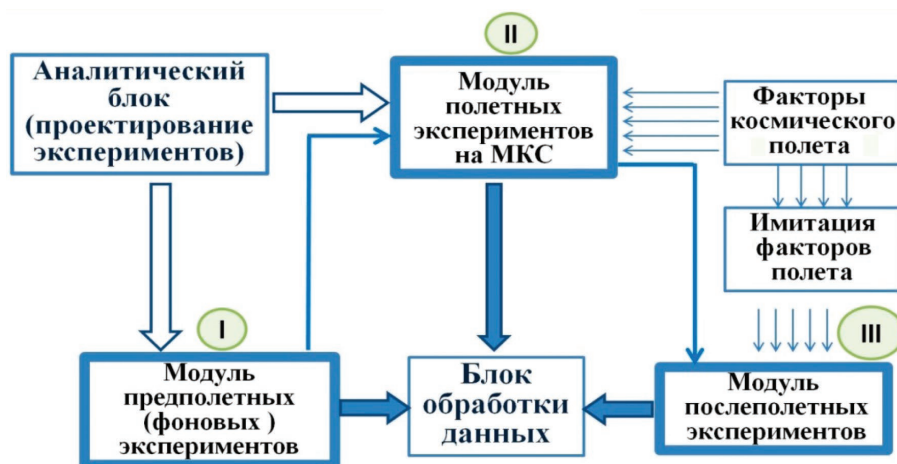 II
Аналитический
блок
(проектирование
экспериментов)
Модуль
полетных
экспериментов
на МКС
Факторы
космического
полета
Имитация
факторов
полета
I
III
Модуль
предполетных
(фоновых )
экспериментов
Блок
обработки
данных
Модуль
послеполетных
экспериментов